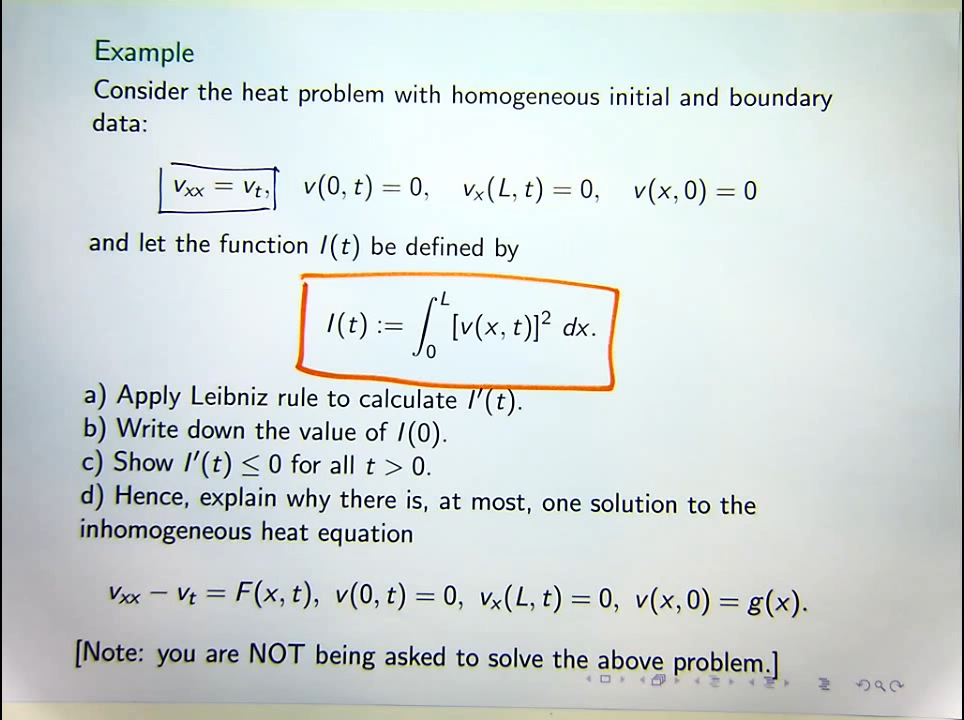 Example
Consider the heat problem with homogeneous initial and boundary
data:
v_xx = v_t, v(0, t) = 0, v_x(L, t) = 0, v(x, 0) = 0
and let the function I(t) be defined by
I(t) := ∫_0^L [v(x, t)]² dx.
a) Apply Leibniz rule to calculate I′(t).
b) Write down the value of I(0).
c) Show I′(t) ≤ 0 for all t > 0.
d) Hence, explain why there is, at most, one solution to the
inhomogeneous heat equation
v_xx − v_t = F(x, t), v(0, t) = 0, v_x(L, t) = 0, v(x, 0) = g(x).
[Note: you are NOT being asked to solve the above problem.]